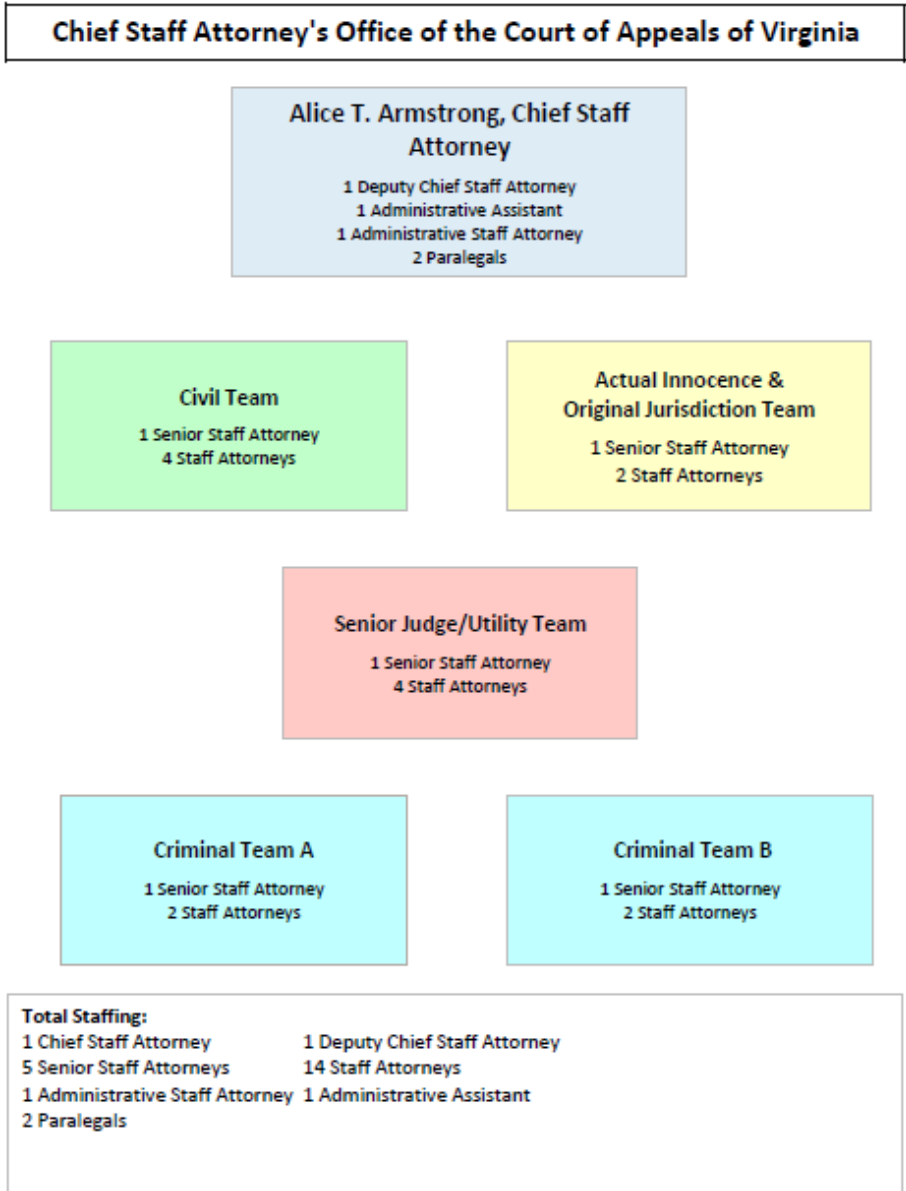 Chief Staff Attorney's Office of the Court of Appeals of Virginia
Alice T. Armstrong, Chief Staff
Attorney
1 Deputy Chief Staff Attorney
1 Administrative Assistant
1 Administrative Staff Attorney
2 Paralegals
Civil Team
1 Senior Staff Attorney
4 Staff Attorneys
Actual Innocence &
Original Jurisdiction Team
1 Senior Staff Attorney
2 Staff Attorneys
Senior Judge/Utility Team
1 Senior Staff Attorney
4 Staff Attorneys
Criminal Team A
1 Senior Staff Attorney
2 Staff Attorneys
Criminal Team B
1 Senior Staff Attorney
2 Staff Attorneys
Total Staffing:
1 Chief Staff Attorney 1 Deputy Chief Staff Attorney
5 Senior Staff Attorneys 14 Staff Attorneys
1 Administrative Staff Attorney 1 Administrative Assistant
2 Paralegals